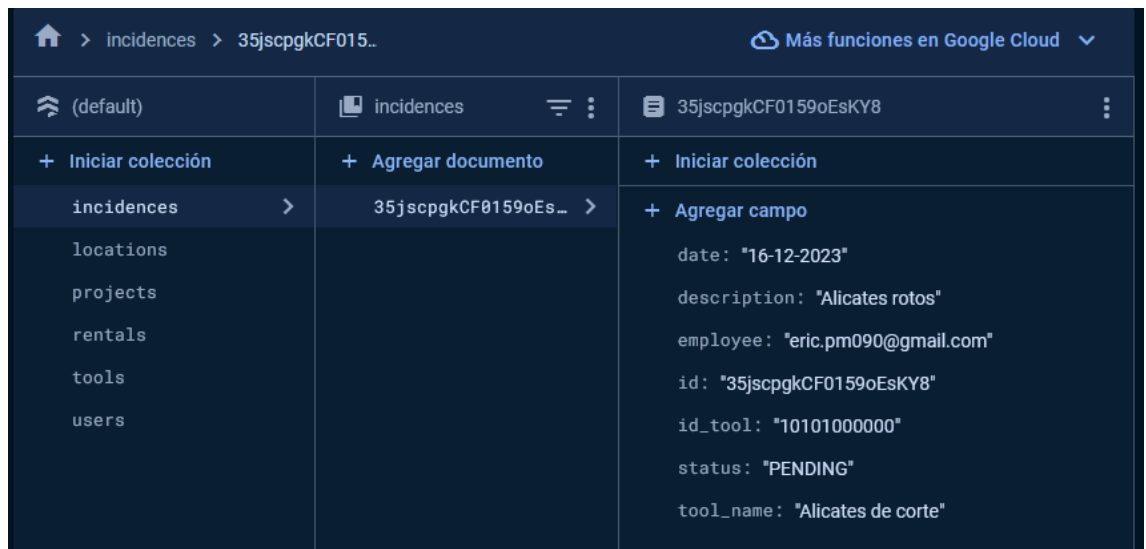 > incidences > 35jscpgkCF015..
Más funciones en Google Cloud
(default)
incidences
35jscpgkCF0159oEsKY8
+ Iniciar colección
+ Agregar documento
+ Iniciar colección
incidences >
35jscpgkCF0159oEs… >
+ Agregar campo
locations
projects
rentals
tools
users
date: "16-12-2023"
description: "Alicates rotos"
employee: "eric.pm090@gmail.com"
id: "35jscpgkCF0159oEsKY8"
id_tool: "10101000000"
status: "PENDING"
tool_name: "Alicates de corte"